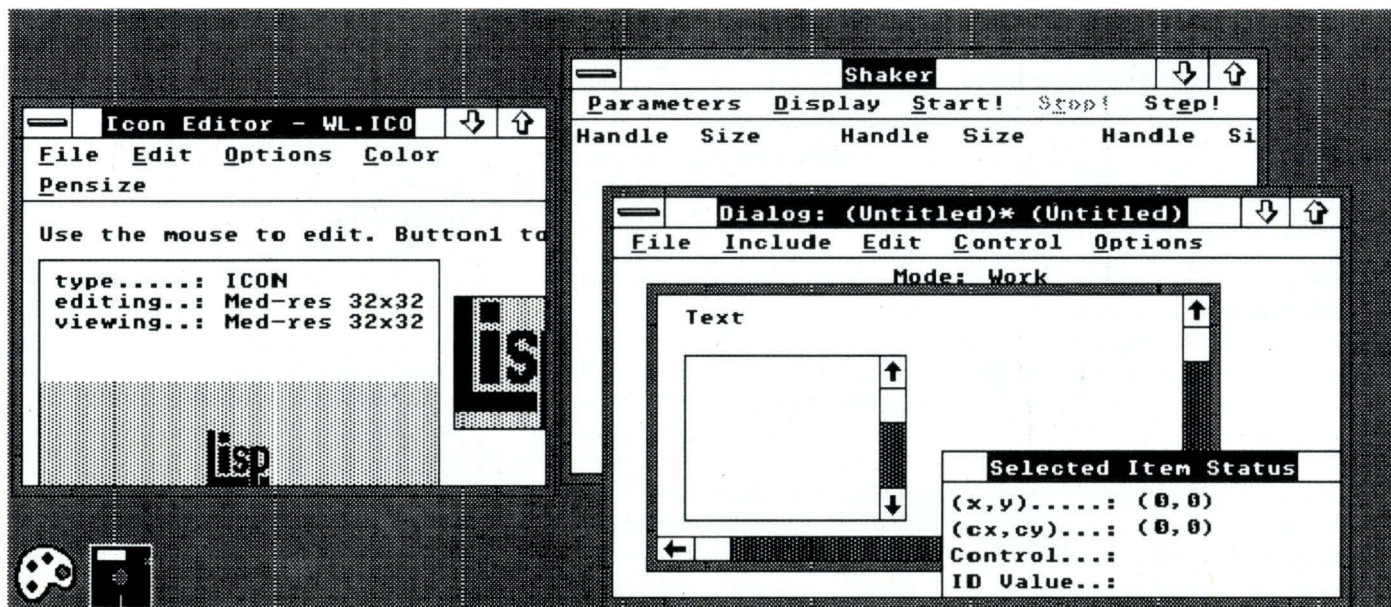 Icon Editor - WL.ICO
File Edit Options Color
Pensize
Use the mouse to edit. Button1 to
type.....: ICON
editing..: Med-res 32x32
viewing..: Med-res 32x32
Lis
Lisp
Shaker
Parameters Display Start! Stop! Step!
Handle Size Handle Size Handle Si
Dialog: (Untitled)* (Untitled)
File Include Edit Control Options
Mode: Work
Text
Selected Item Status
(x,y).....: (0,0)
(cx,cy)...: (0,0)
Control...:
ID Value..: